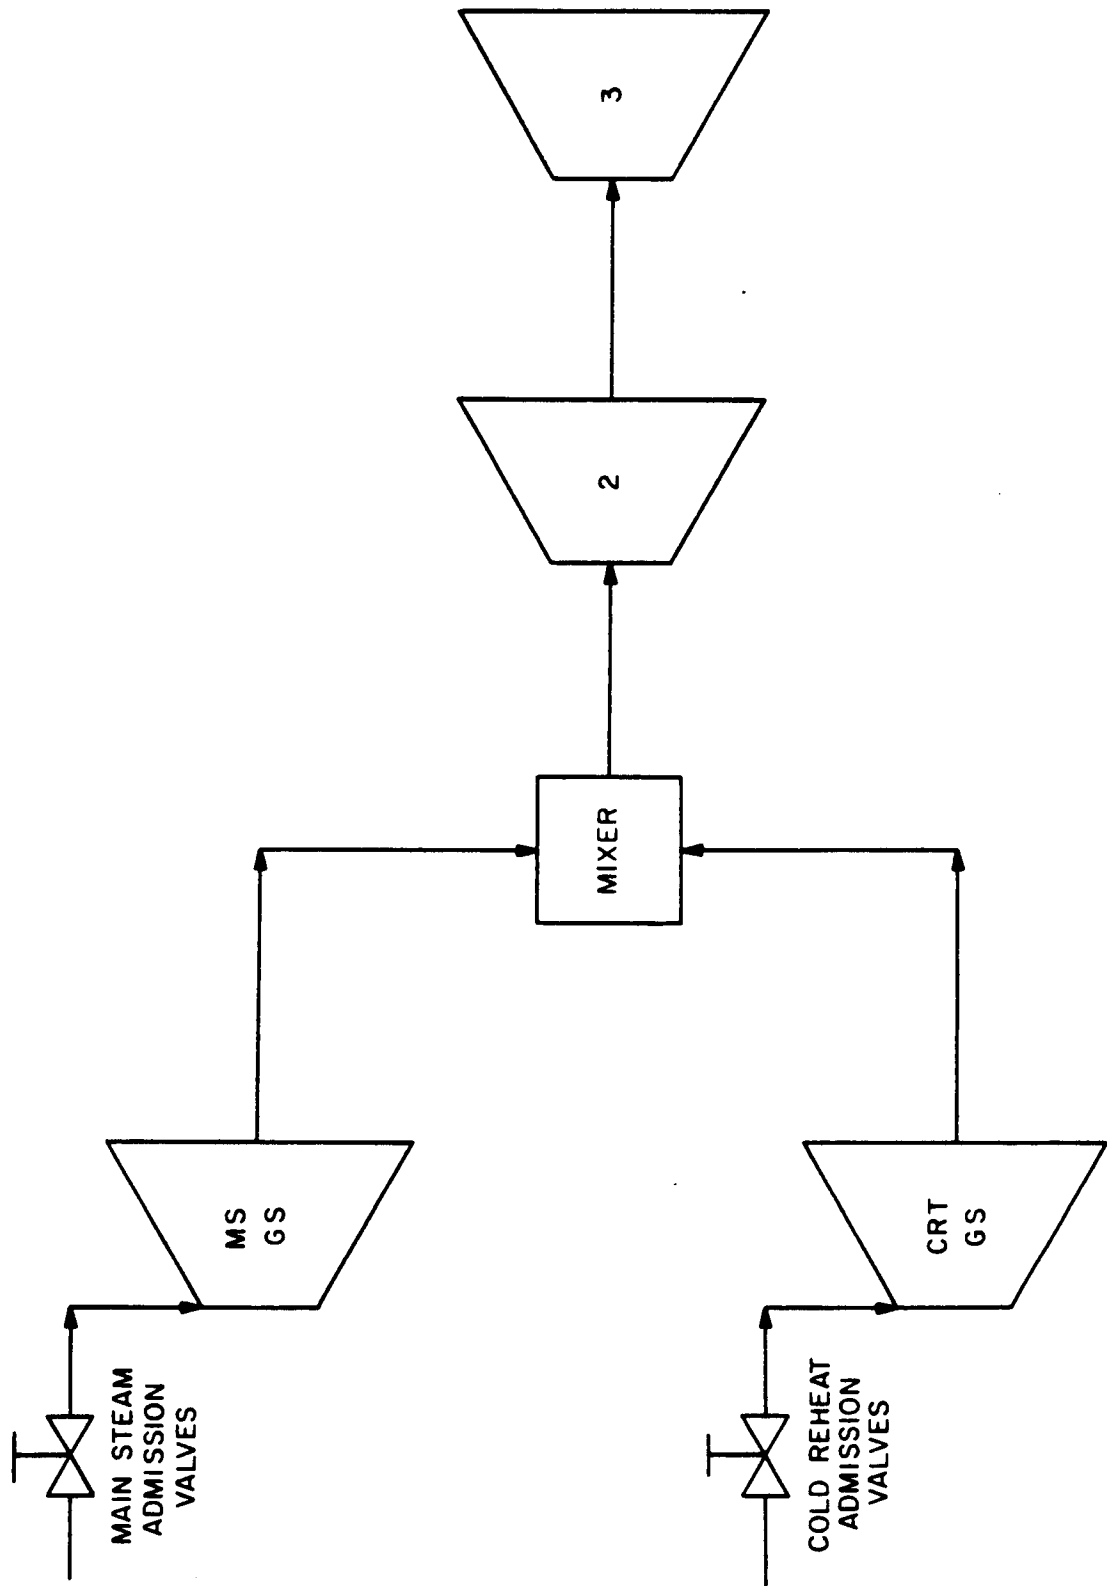 MAIN STEAM
ADMISSION
VALVES
MS
GS
COLD REHEAT
ADMISSION
VALVES
CRT
GS
MIXER
2
3